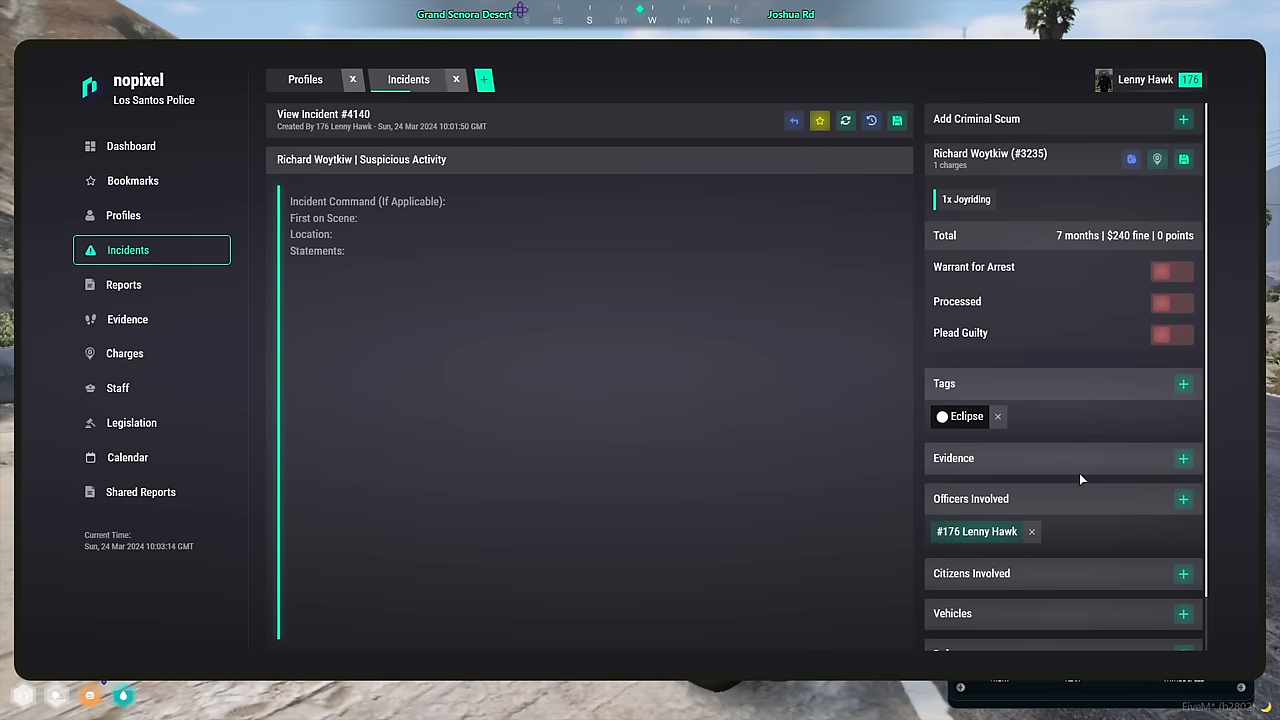 Grand Senora Desert
E SE S SW W NW N NE
Joshua Rd
nopixel
Los Santos Police
Dashboard
Bookmarks
Profiles
Incidents
Reports
Evidence
Charges
Staff
Legislation
Calendar
Shared Reports
Current Time:
Sun, 24 Mar 2024 10:03:14 GMT
Profiles x Incidents x +
Lenny Hawk 176
View Incident #4140
Created By 176 Lenny Hawk - Sun, 24 Mar 2024 10:01:50 GMT
Richard Woytkiw | Suspicious Activity
Incident Command (If Applicable):
First on Scene:
Location:
Statements:
Add Criminal Scum +
Richard Woytkiw (#3235)
1 charges
1x Joyriding
Total 7 months | $240 fine | 0 points
Warrant for Arrest
Processed
Plead Guilty
Tags +
Eclipse ×
Evidence +
Officers Involved +
#176 Lenny Hawk ×
Citizens Involved +
Vehicles +
FiveM* (b2802)